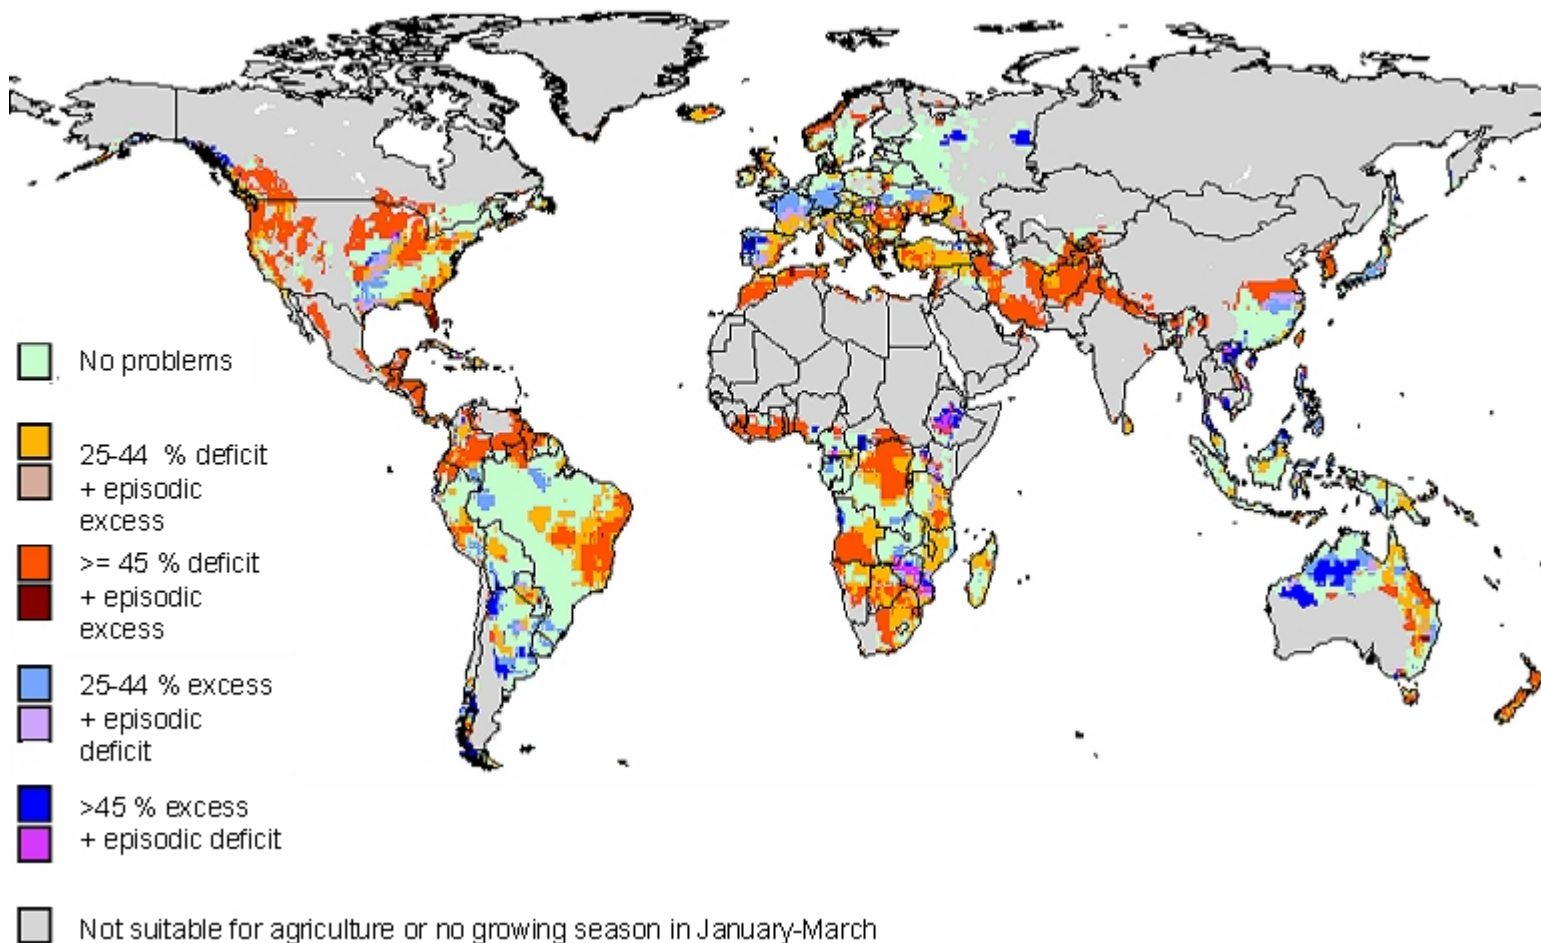 No problems
25-44 % deficit
+ episodic
excess
>= 45 % deficit
+ episodic
excess
25-44 % excess
+ episodic
deficit
>45 % excess
+ episodic deficit
Not suitable for agriculture or no growing season in January-March